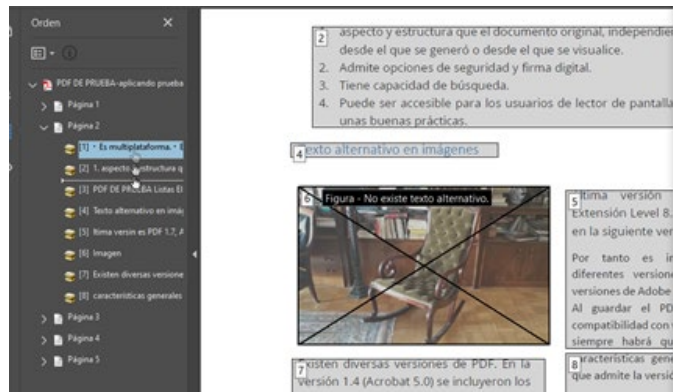 Orden
PDF DE PRUEBA-aplicando prueba
Página 1
Página 2
[1] • Es multiplataforma. • E
[2] 1. aspecto estructura q
[3] PDF DE PRUEBA Listas El
[4] Texto alternativo en imág
[5] ltima versin es PDF 1.7, A
[6] Imagen
[7] Existen diversas versione
[8] características generales
Página 3
Página 4
Página 5
2 aspecto y estructura que el documento original, independien
desde el que se generó o desde el que se visualice.
2. Admite opciones de seguridad y firma digital.
3. Tiene capacidad de búsqueda.
4. Puede ser accesible para los usuarios de lector de pantalla
unas buenas prácticas.
4 exto alternativo en imágenes
6 Figura - No existe texto alternativo.
5 ltima versión
Extensión Level 8.
en la siguiente ver
Por tanto es in
diferentes versione
versiones de Adobe
Al guardar el PD
compatibilidad con
siempre habrá qu
7 xisten diversas versiones de PDF. En la
versión 1.4 (Acrobat 5.0) se incluyeron los
8 aracterísticas gene
que admite la versió